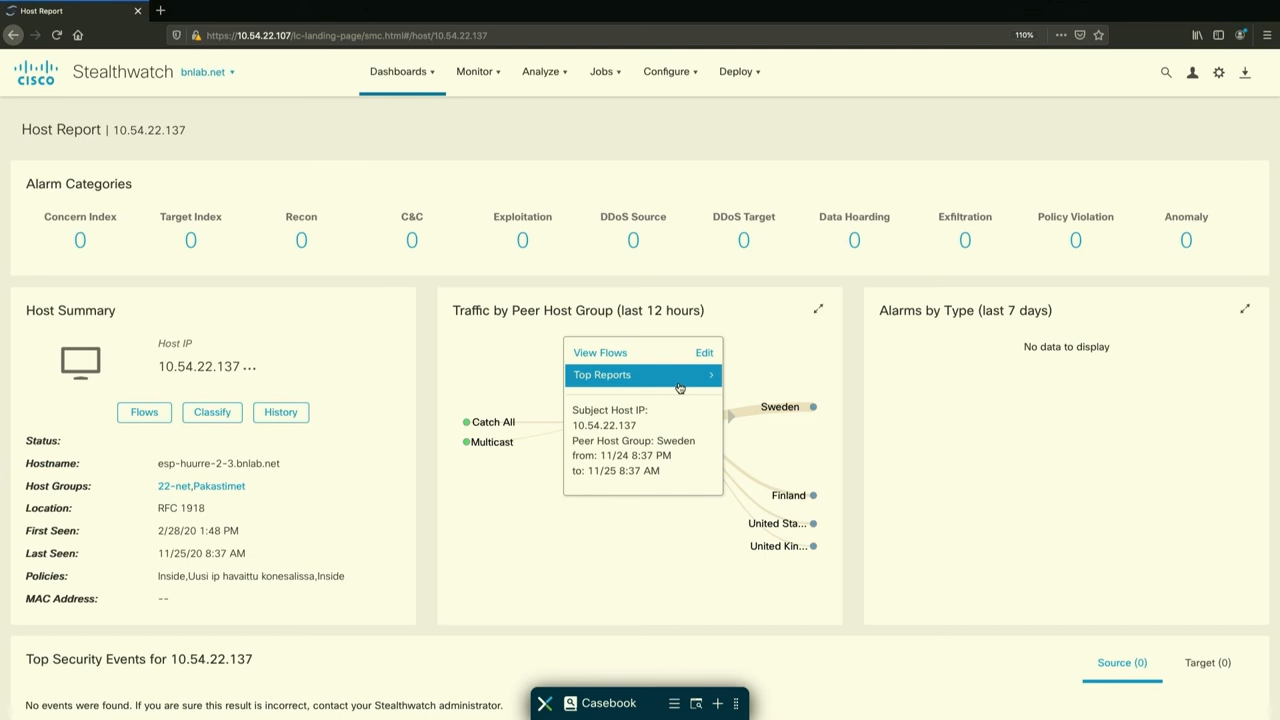 Host Report
https://10.54.22.107/lc-landing-page/smc.html#/host/10.54.22.137
110%
CISCO
Stealthwatch bnlab.net
Dashboards Monitor Analyze Jobs Configure Deploy
Host Report | 10.54.22.137
Alarm Categories
Concern Index Target Index Recon C&C Exploitation DDoS Source DDoS Target Data Hoarding Exfiltration Policy Violation Anomaly
0 0 0 0 0 0 0 0 0 0 0
Host Summary
Host IP
10.54.22.137 ...
Flows Classify History
Status:
Hostname: esp-huurre-2-3.bnlab.net
Host Groups: 22-net,Pakastimet
Location: RFC 1918
First Seen: 2/28/20 1:48 PM
Last Seen: 11/25/20 8:37 AM
Policies: Inside,Uusi ip havaittu konesalissa,Inside
MAC Address: --
Traffic by Peer Host Group (last 12 hours)
View Flows Edit
Top Reports
Subject Host IP:
10.54.22.137
Peer Host Group: Sweden
from: 11/24 8:37 PM
to: 11/25 8:37 AM
Catch All
Multicast
Sweden
Finland
United Sta...
United Kin...
Alarms by Type (last 7 days)
No data to display
Top Security Events for 10.54.22.137
Source (0) Target (0)
No events were found. If you are sure this result is incorrect, contact your Stealthwatch administrator.
Casebook